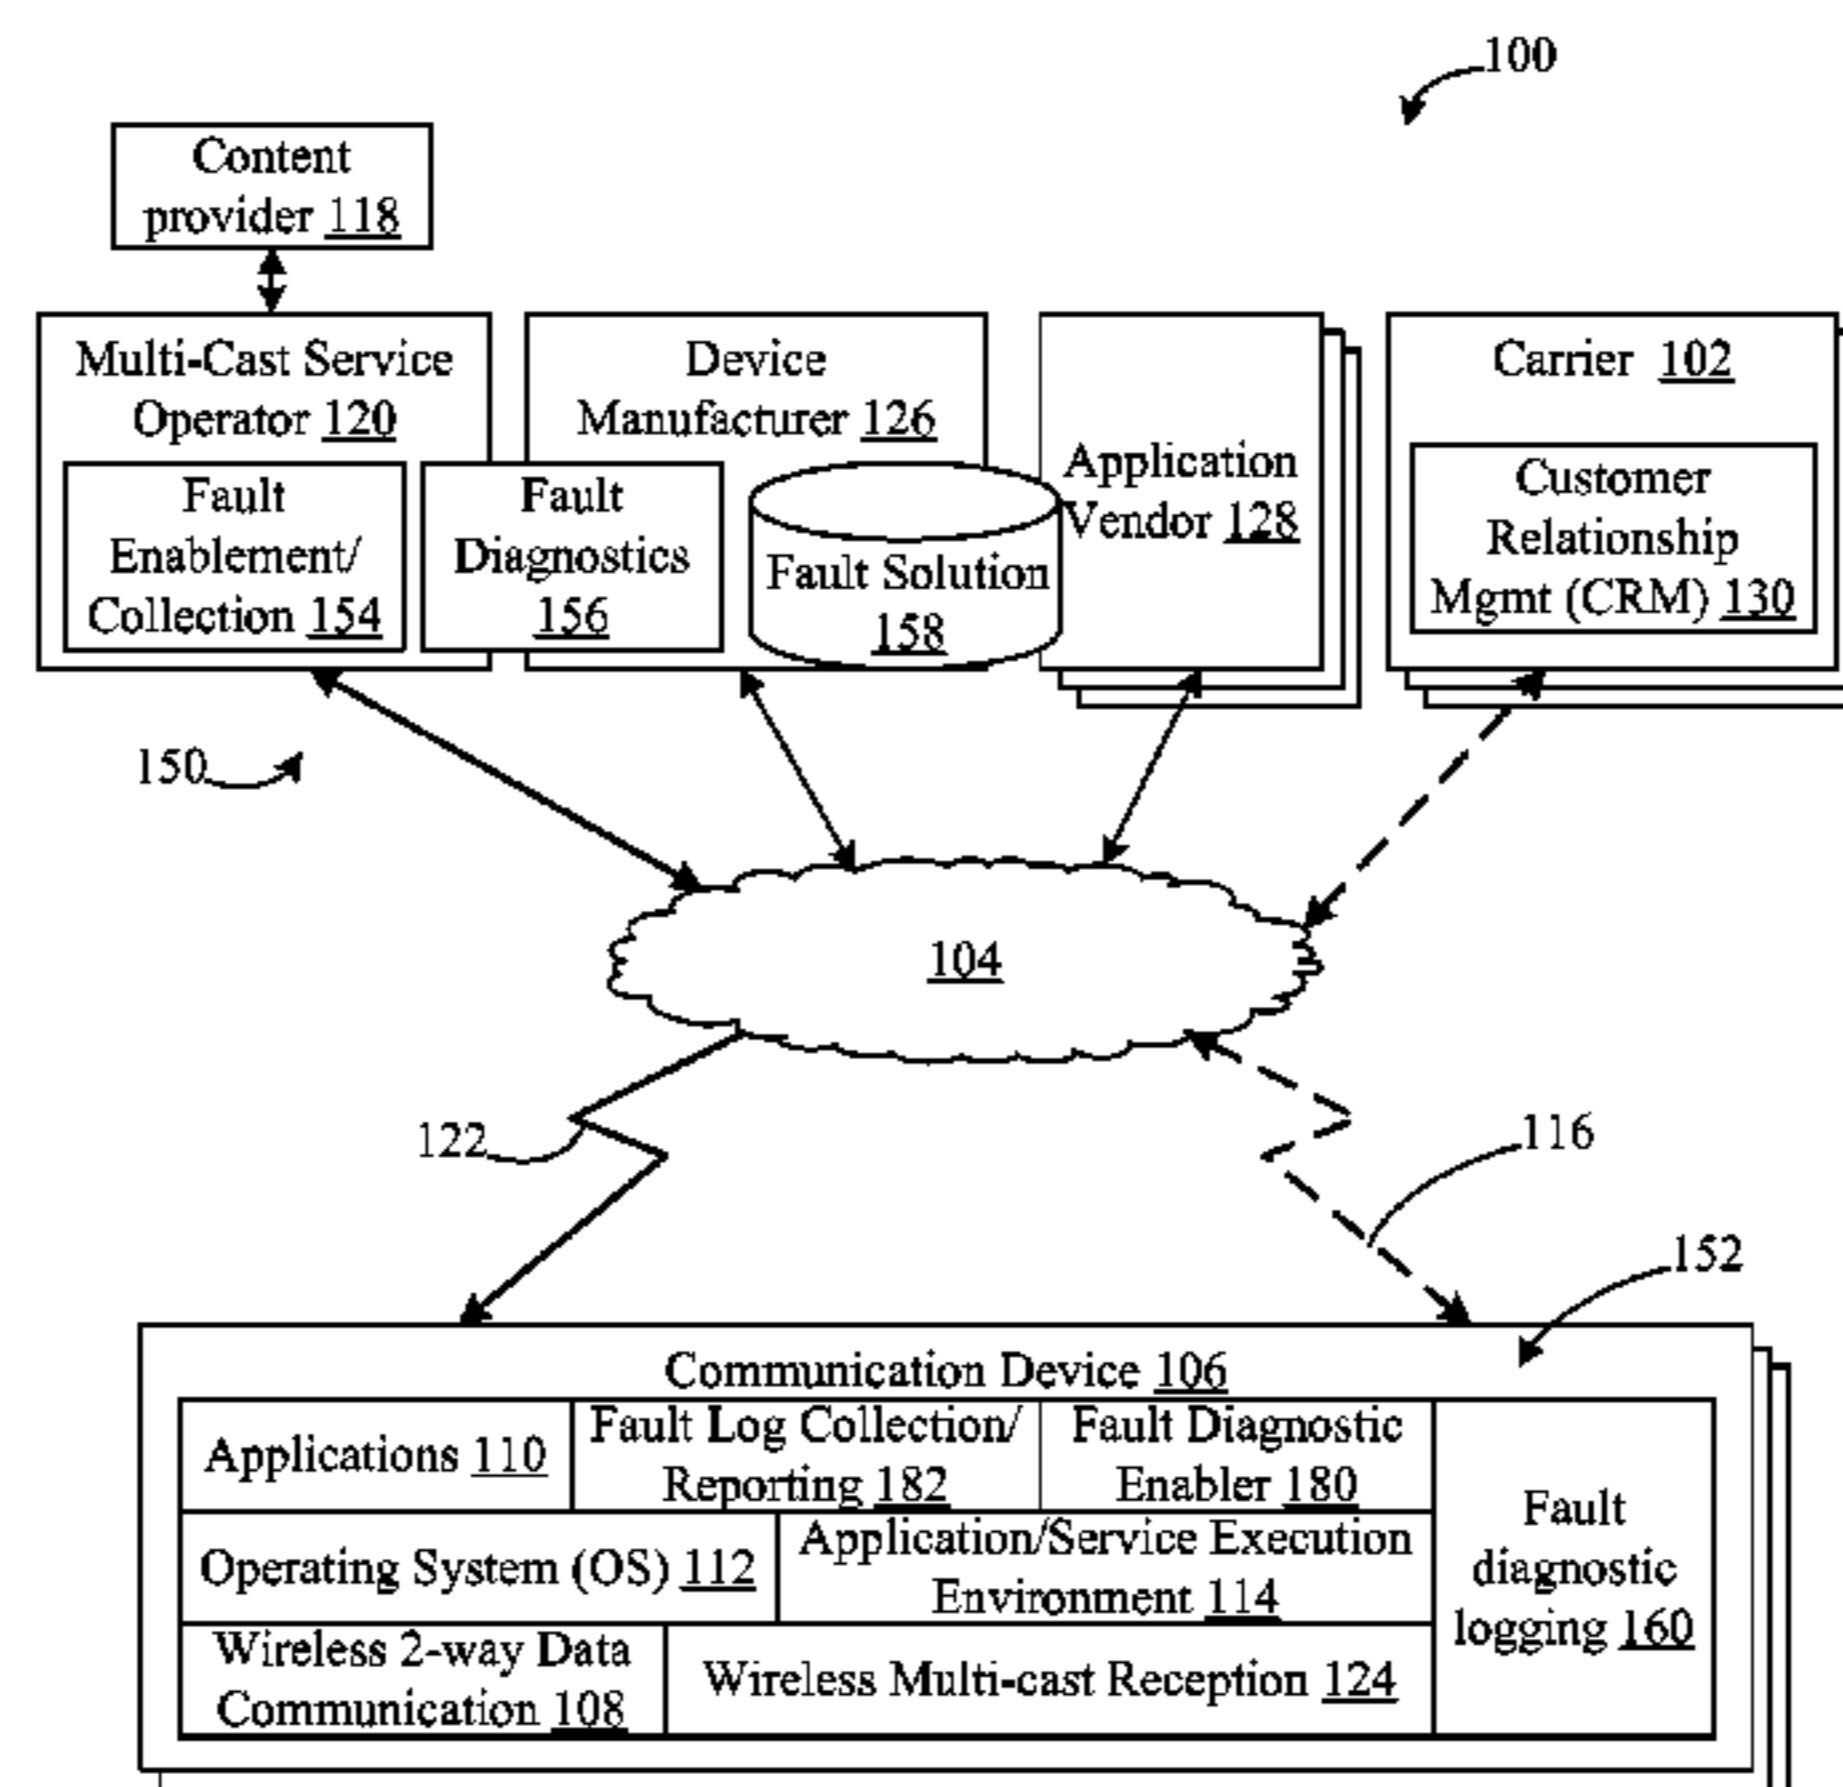 100
Content
provider 118
Multi-Cast Service
Operator 120
Fault
Enablement/
Collection 154
Device
Manufacturer 126
Fault
Diagnostics
156
Fault Solution
158
Application
Vendor 128
Carrier 102
Customer
Relationship
Mgmt (CRM) 130
150
104
122
116
152
Communication Device 106
Applications 110
Fault Log Collection/
Reporting 182
Fault Diagnostic
Enabler 180
Operating System (OS) 112
Application/Service Execution
Environment 114
Wireless 2-way Data
Communication 108
Wireless Multi-cast Reception 124
Fault
diagnostic
logging 160